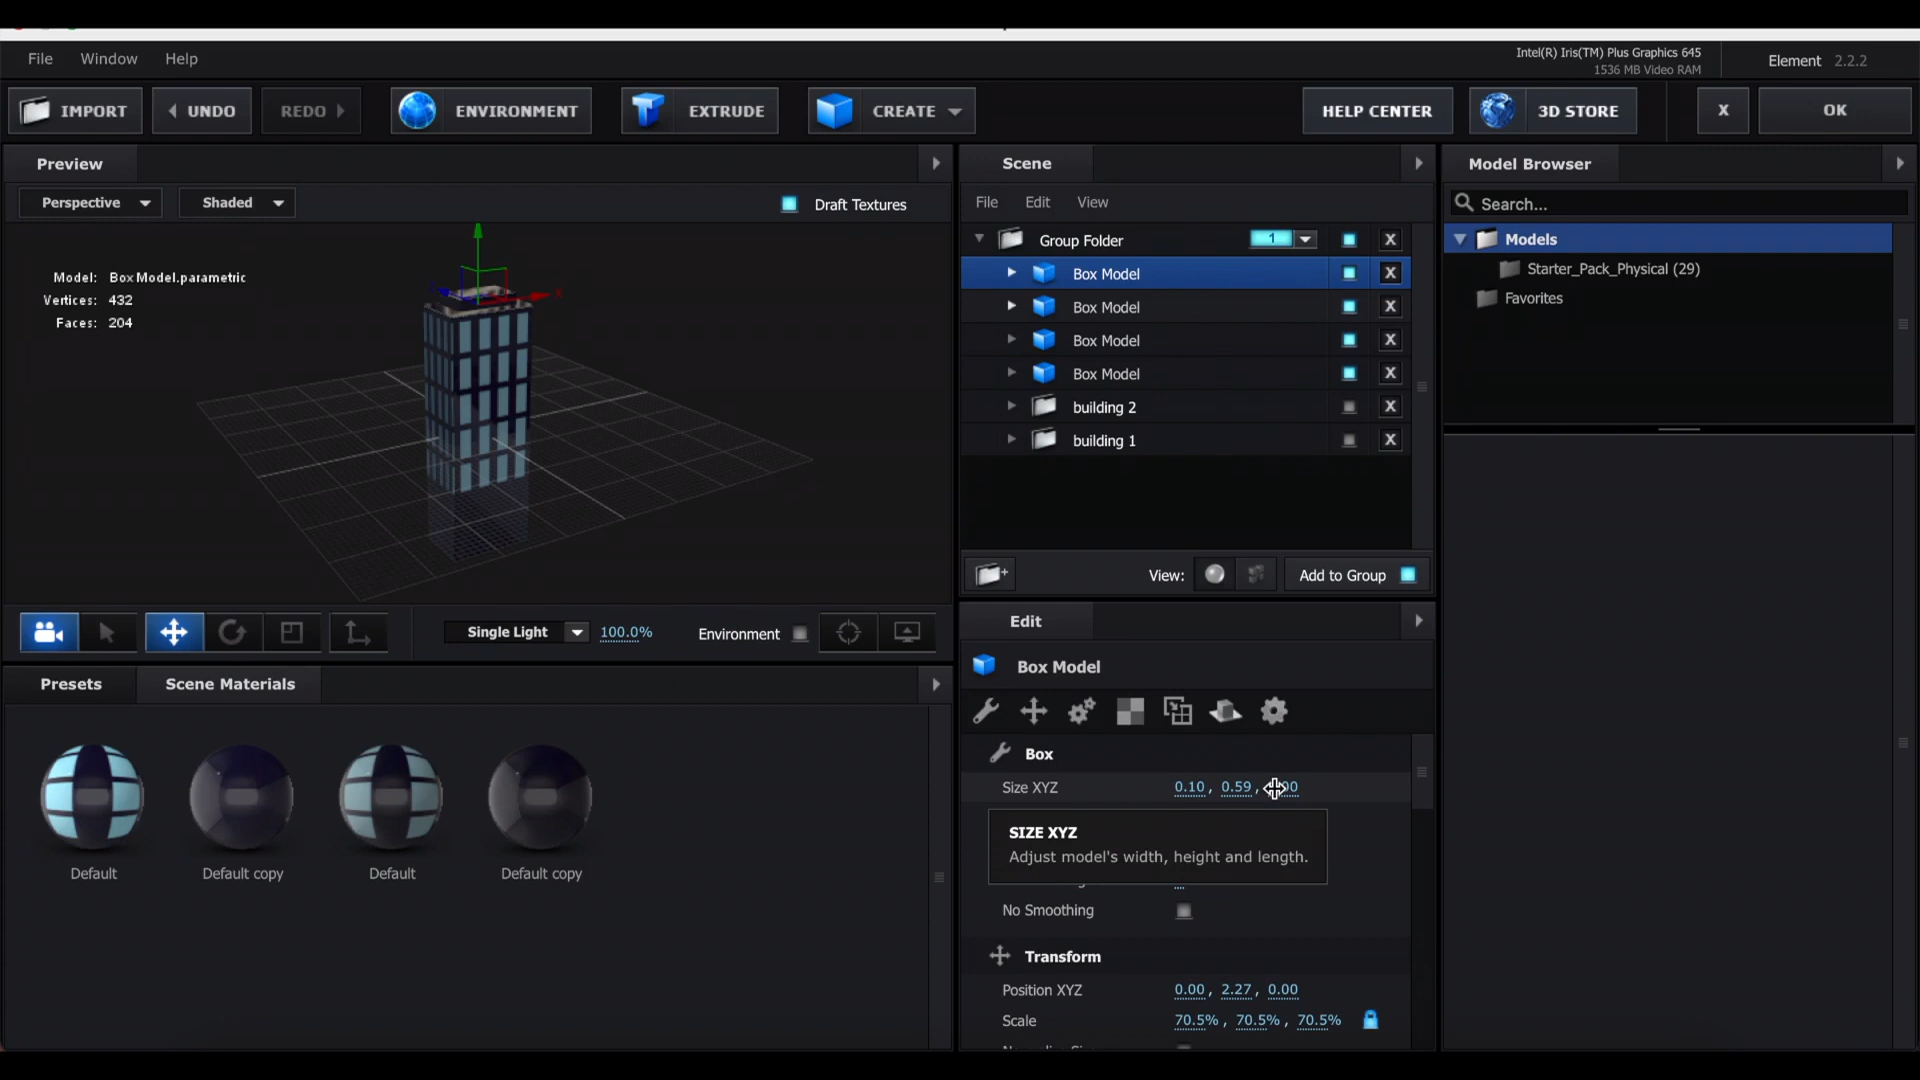 File Window Help
Intel(R) Iris(TM) Plus Graphics 645
1536 MB Video RAM
Element 2.2.2
IMPORT
UNDO
REDO
ENVIRONMENT
EXTRUDE
CREATE
HELP CENTER
3D STORE
X
OK
Preview
Perspective
Shaded
Draft Textures
Model: Box Model.parametric
Vertices: 432
Faces: 204
X
Single Light
100.0%
Environment
Presets
Scene Materials
Default
Default copy
Default
Default copy
Scene
File Edit View
Group Folder 1 X
Box Model X
Box Model X
Box Model X
Box Model X
building 2 X
building 1 X
View:
Add to Group
Edit
Box Model
Box
Size XYZ 0.10, 0.59,
SIZE XYZ
Adjust model's width, height and length.
No Smoothing
Transform
Position XYZ 0.00, 2.27, 0.00
Scale 70.5%, 70.5%, 70.5%
Model Browser
Search...
Models
Starter_Pack_Physical (29)
Favorites